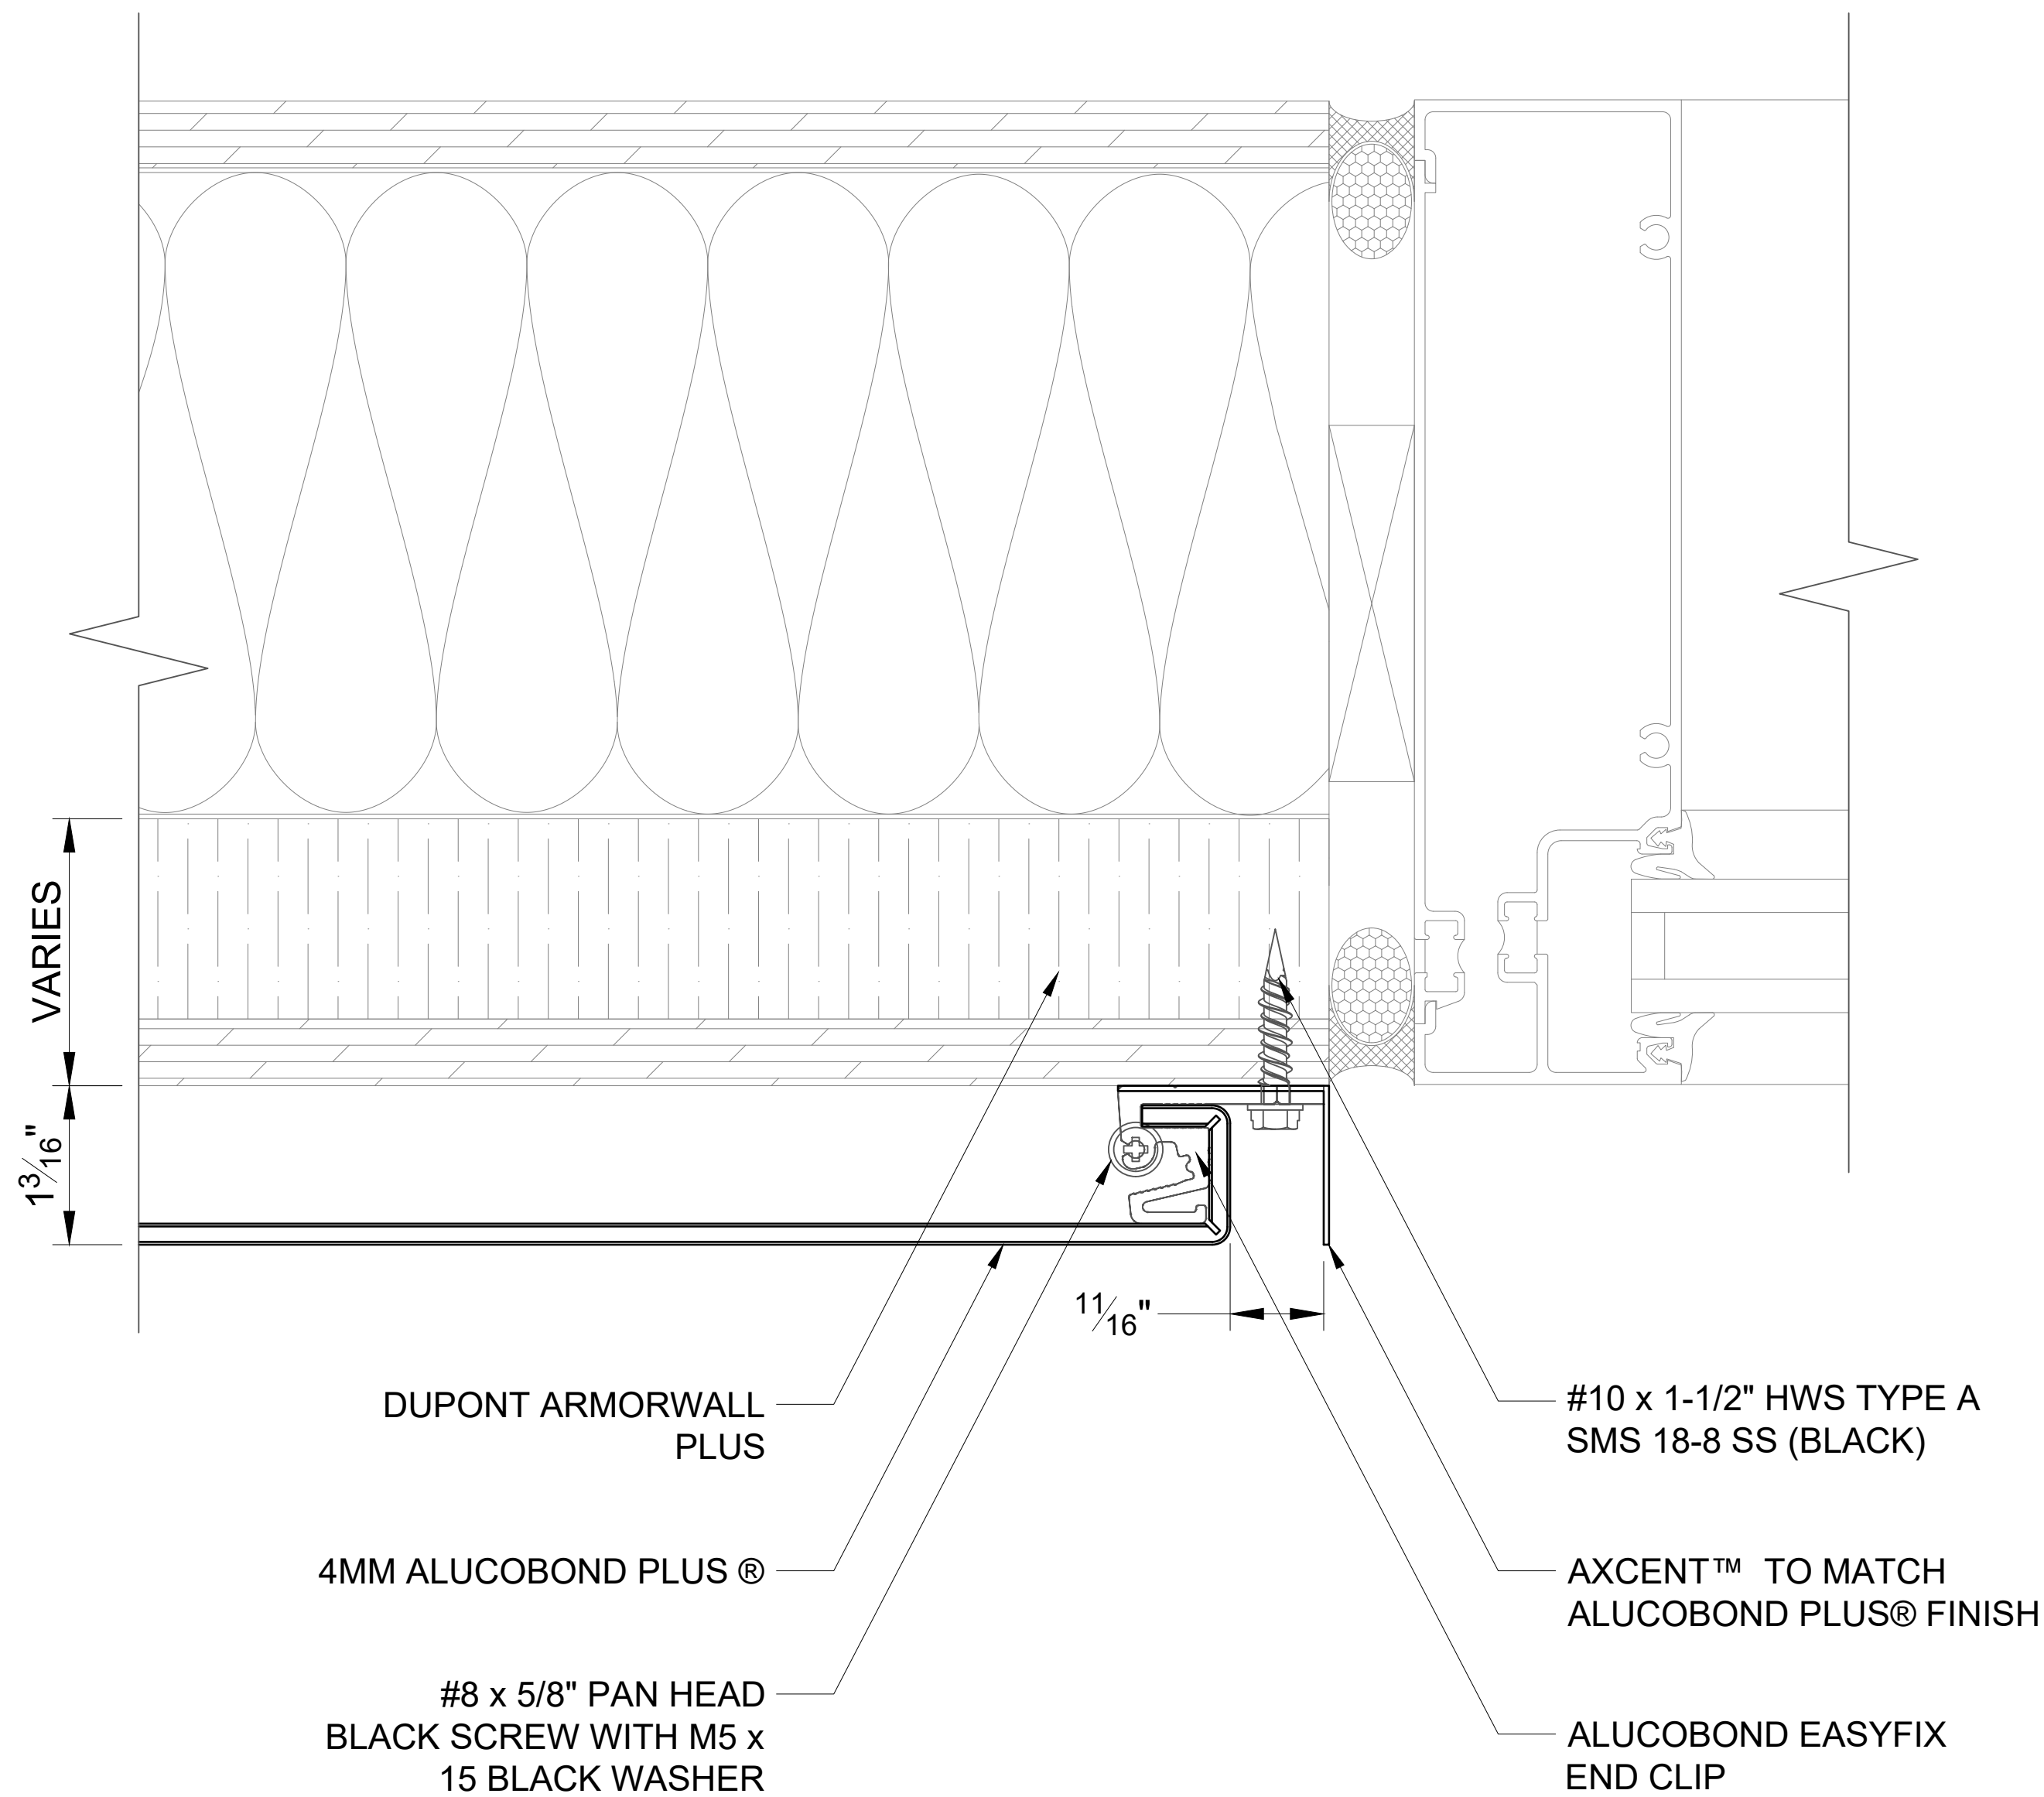 VARIES
1 3/16"
11/16"
DUPONT ARMORWALL
PLUS
4MM ALUCOBOND PLUS ®
#8 x 5/8" PAN HEAD
BLACK SCREW WITH M5 x
15 BLACK WASHER
#10 x 1-1/2" HWS TYPE A
SMS 18-8 SS (BLACK)
AXCENT™ TO MATCH
ALUCOBOND PLUS® FINISH
ALUCOBOND EASYFIX
END CLIP